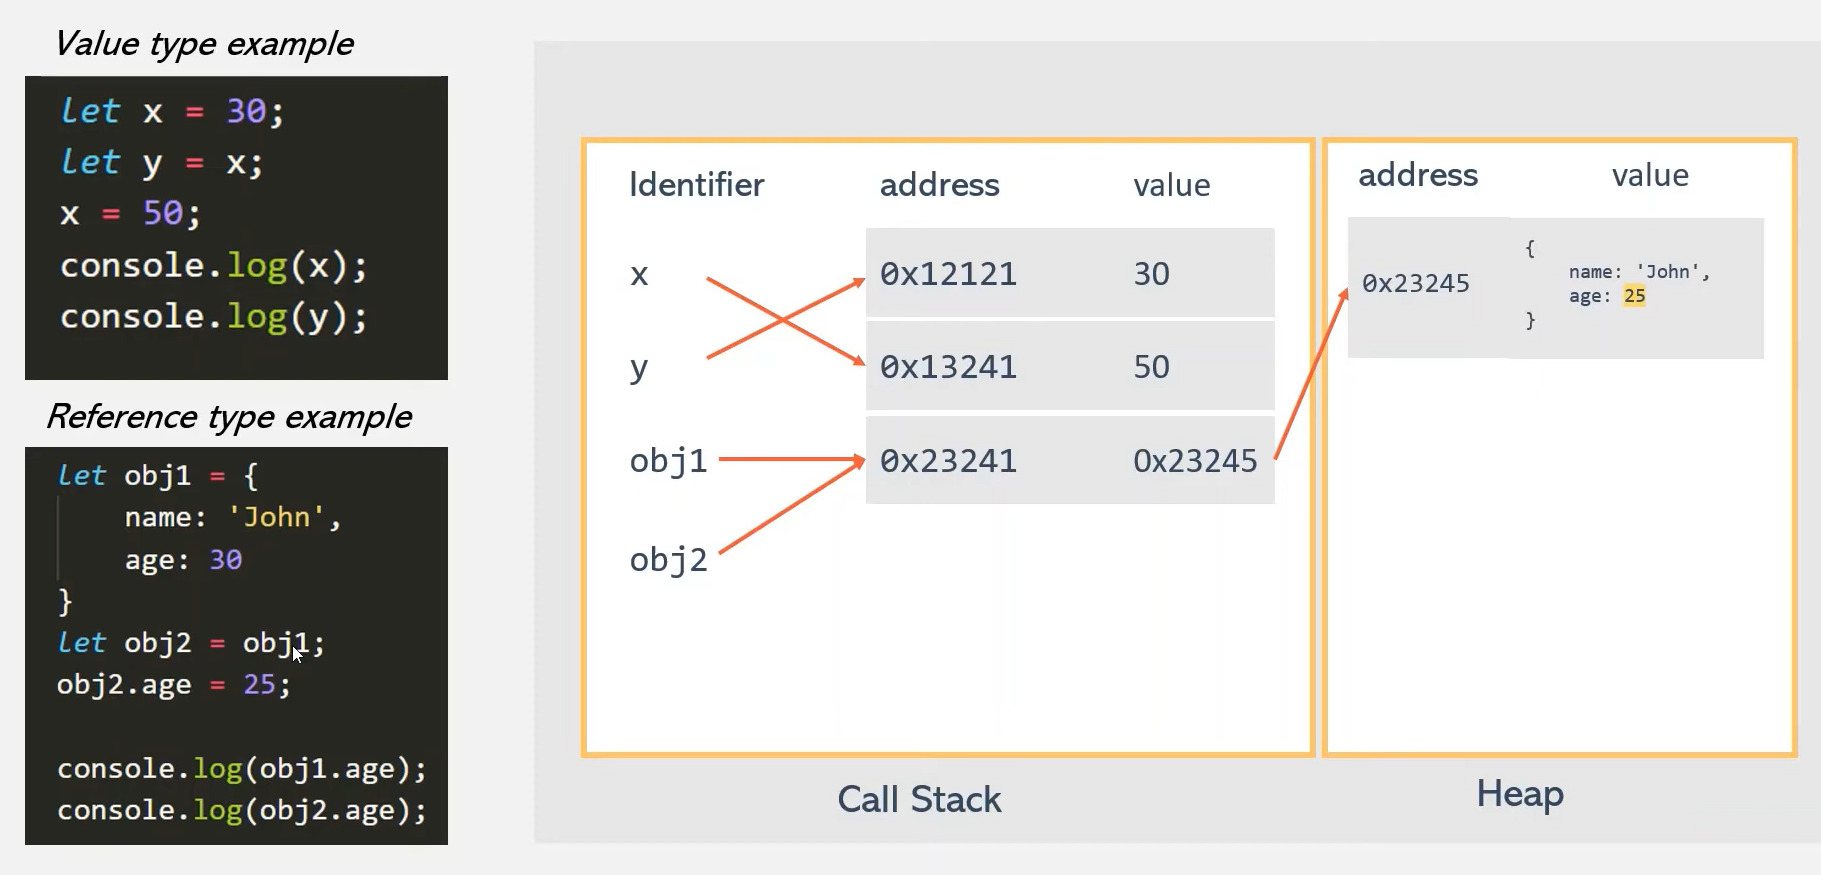 Value type example
let x = 30;
let y = x;
x = 50;
console.log(x);
console.log(y);
Reference type example
let obj1 = {
    name: 'John',
    age: 30
}
let obj2 = obj1;
obj2.age = 25;
console.log(obj1.age);
console.log(obj2.age);
Identifier address value
x 0x12121 30
y 0x13241 50
obj1 0x23241 0x23245
obj2
Call Stack
address value
0x23245
{
    name: 'John',
    age: 25
}
Heap